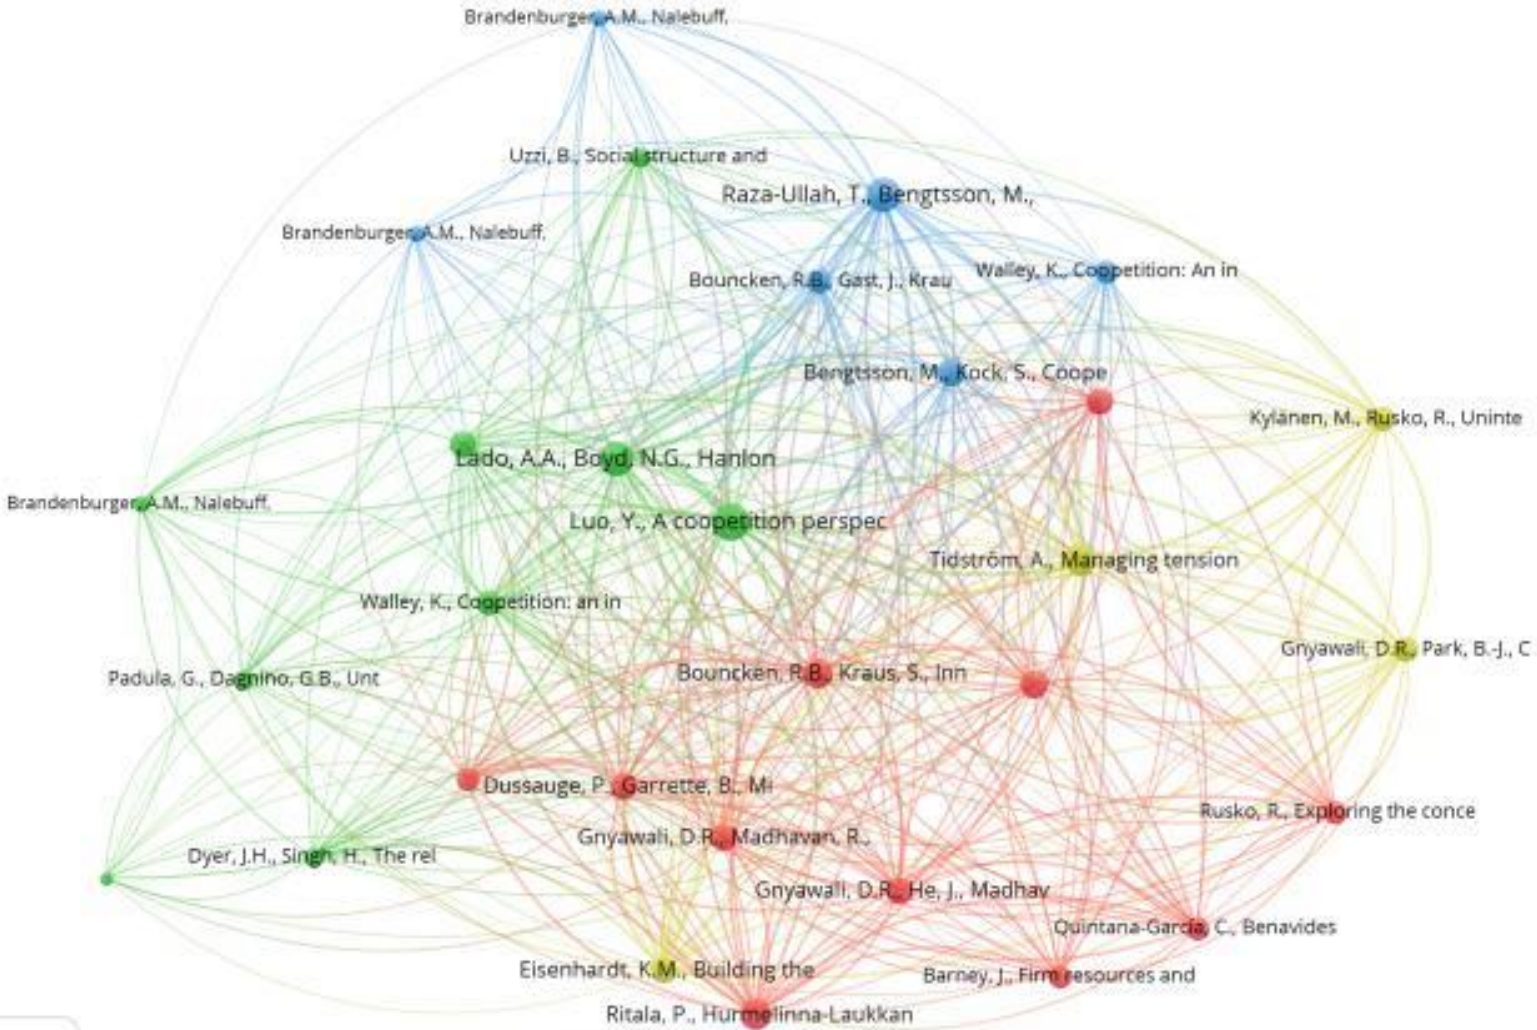 Brandenburger, A.M., Nalebuff,
Uzzi, B., Social structure and
Raza-Ullah, T., Bengtsson, M.,
Brandenburger, A.M., Nalebuff,
Walley, K., Coopetition: An in
Bouncken, R.B., Gast, J., Krau
Bengtsson, M., Kock, S., Coope
Kylänen, M., Rusko, R., Uninte
Lado, A.A., Boyd, N.G., Hanlon
Brandenburger, A.M., Nalebuff,
Luo, Y., A coopetition perspec
Tidström, A., Managing tension
Walley, K., Coopetition: an in
Gnyawali, D.R., Park, B.-J., C
Bouncken, R.B., Kraus, S., Inn
Padula, G., Dagnino, G.B., Unt
Dussauge, P., Garrette, B., Mi
Rusko, R., Exploring the conce
Gnyawali, D.R., Madhavan, R.,
Dyer, J.H., Singh, H., The rel
Gnyawali, D.R., He, J., Madhav
Quintana-García, C., Benavides
Eisenhardt, K.M., Building the
Barney, J., Firm resources and
Ritala, P., Hurmelinna-Laukkan